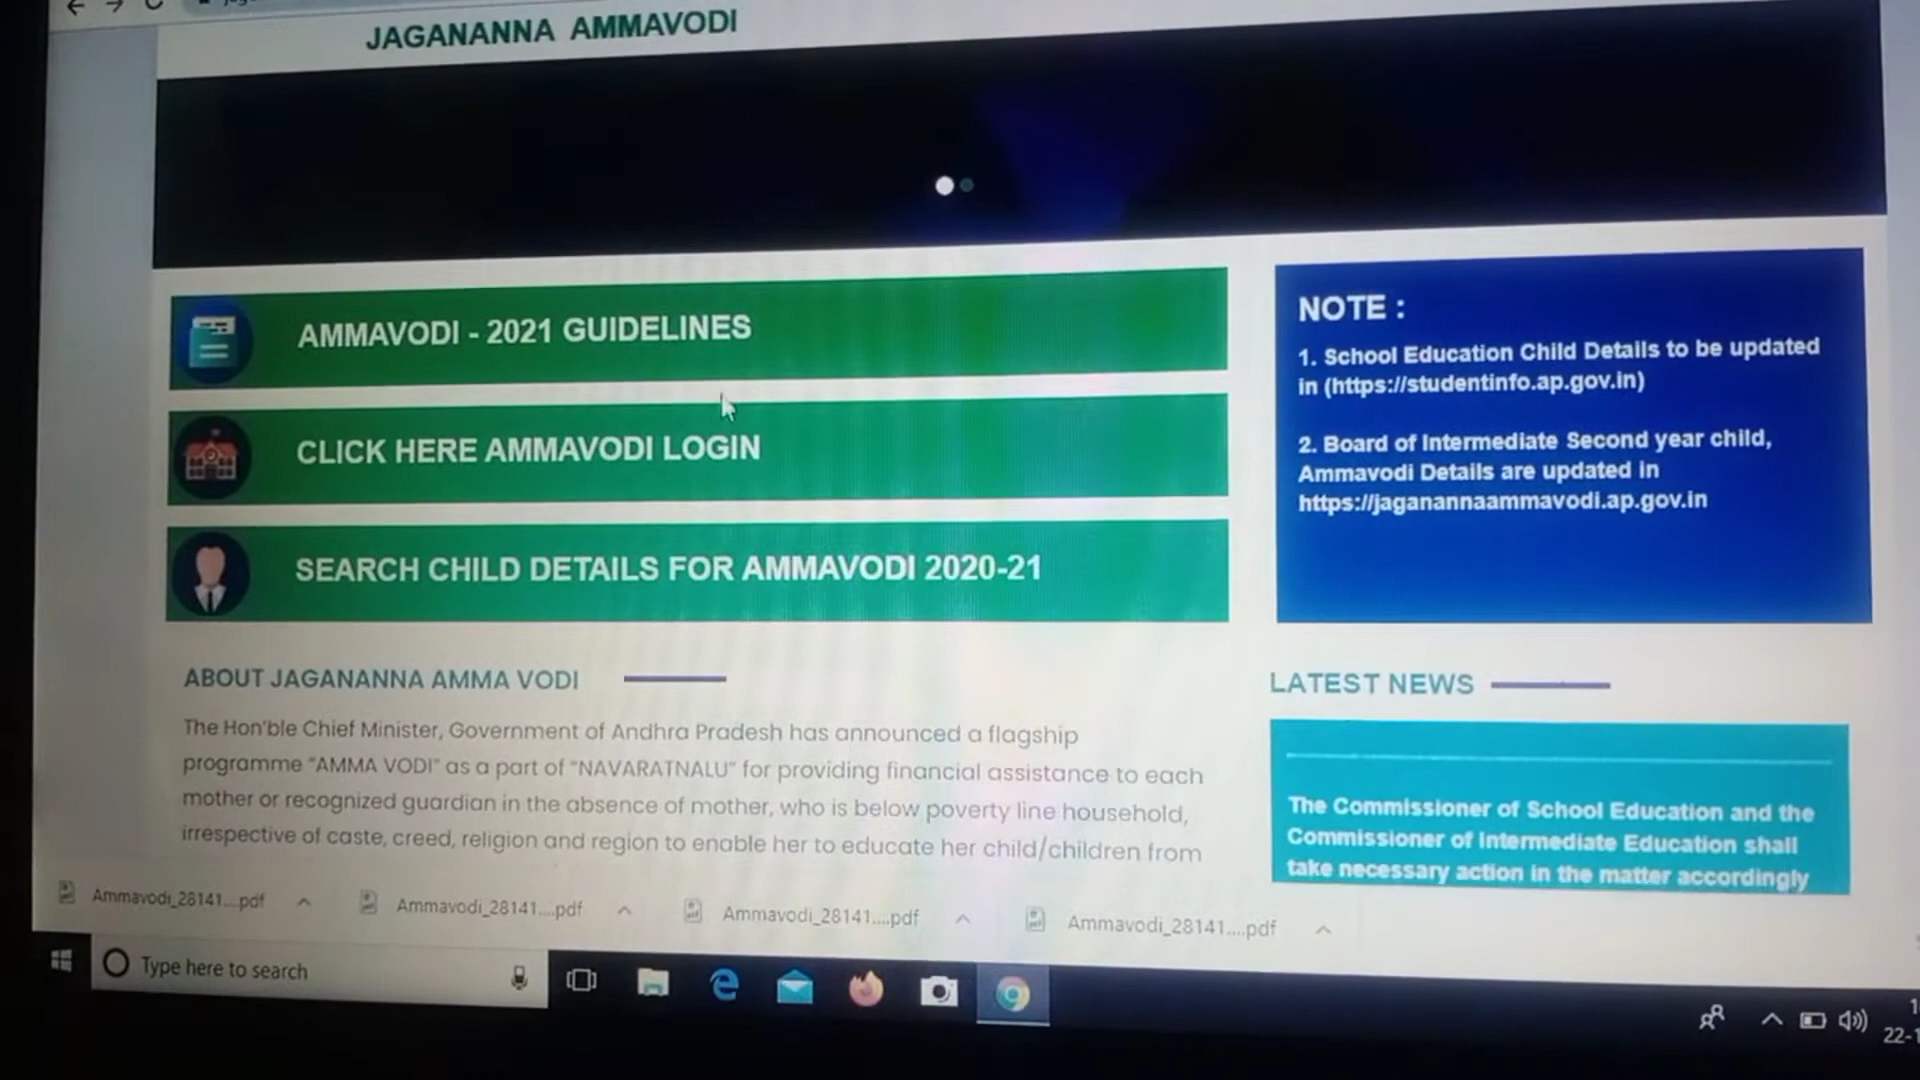 JAGANANNA AMMAVODI
AMMAVODI - 2021 GUIDELINES
CLICK HERE AMMAVODI LOGIN
SEARCH CHILD DETAILS FOR AMMAVODI 2020-21
NOTE :
1. School Education Child Details to be updated
in (https://studentinfo.ap.gov.in)
2. Board of Intermediate Second year child,
Ammavodi Details are updated in
https://jaganannaammavodi.ap.gov.in
ABOUT JAGANANNA AMMA VODI
The Hon'ble Chief Minister, Government of Andhra Pradesh has announced a flagship
programme "AMMA VODI" as a part of "NAVARATNALU" for providing financial assistance to each
mother or recognized guardian in the absence of mother, who is below poverty line household,
irrespective of caste, creed, religion and region to enable her to educate her child/children from
LATEST NEWS
The Commissioner of School Education and the
Commissioner of Intermediate Education shall
take necessary action in the matter accordingly
Ammavodi_28141....pdf
Ammavodi_28141....pdf
Ammavodi_28141....pdf
Ammavodi_28141....pdf
Type here to search